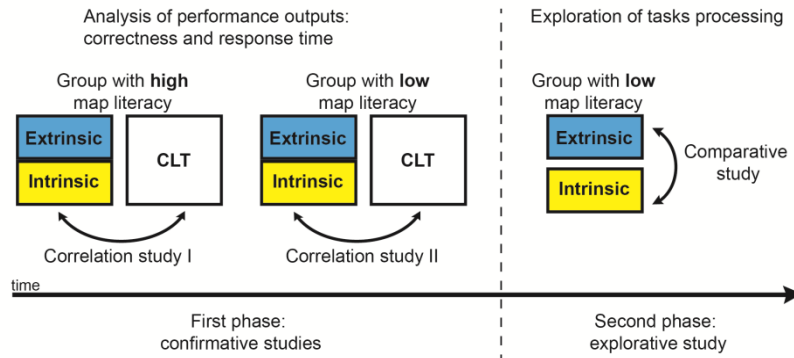 Analysis of performance outputs:
correctness and response time
Exploration of tasks processing
Group with high
map literacy
Extrinsic
Intrinsic
CLT
Correlation study I
Group with low
map literacy
Extrinsic
Intrinsic
CLT
Correlation study II
Group with low
map literacy
Extrinsic
Intrinsic
Comparative
study
time
First phase:
confirmative studies
Second phase:
explorative study